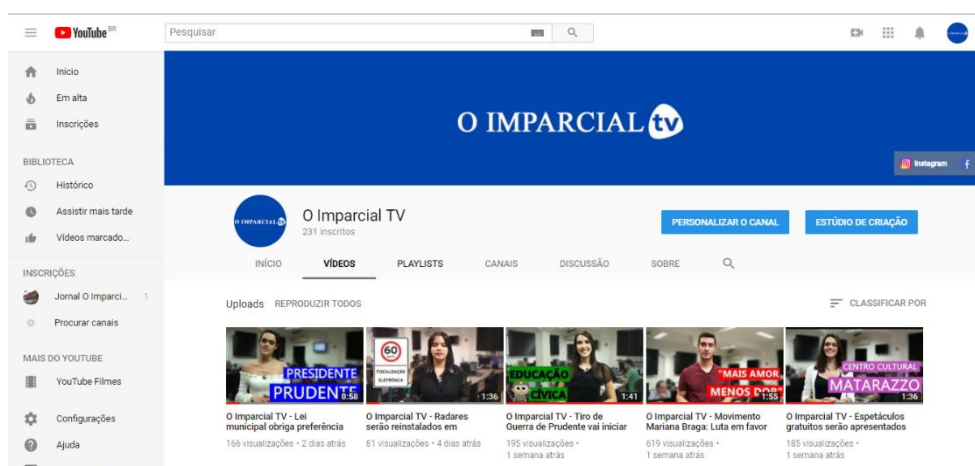 YouTube BR
Pesquisar
Início
Em alta
Inscrições
BIBLIOTECA
Histórico
Assistir mais tarde
Vídeos marcado...
INSCRIÇÕES
Jornal O Imparci... 1
Procurar canais
MAIS DO YOUTUBE
YouTube Filmes
Configurações
Ajuda
O IMPARCIAL tv
Instagram
O IMPARCIAL
O Imparcial TV
231 inscritos
PERSONALIZAR O CANAL
ESTÚDIO DE CRIAÇÃO
INÍCIO VÍDEOS PLAYLISTS CANAIS DISCUSSÃO SOBRE
Uploads REPRODUZIR TODOS
CLASSIFICAR POR
PRESIDENTE
PRUDENTE
0:58
O Imparcial TV - Lei
municipal obriga preferência
166 visualizações • 2 dias atrás
60
FISCALIZAÇÃO
ELETRÔNICA
1:36
O Imparcial TV - Radares
serão reinstalados em
81 visualizações • 4 dias atrás
EDUCAÇÃO
CÍVICA
1:41
O Imparcial TV - Tiro de
Guerra de Prudente vai iniciar
195 visualizações •
1 semana atrás
"MAIS AMOR
MENOS DOR"
1:55
O Imparcial TV - Movimento
Mariana Braga: Luta em favor
619 visualizações •
1 semana atrás
CENTRO CULTURAL
MATARAZZO
1:36
O Imparcial TV - Espetáculos
gratuitos serão apresentados
185 visualizações •
1 semana atrás